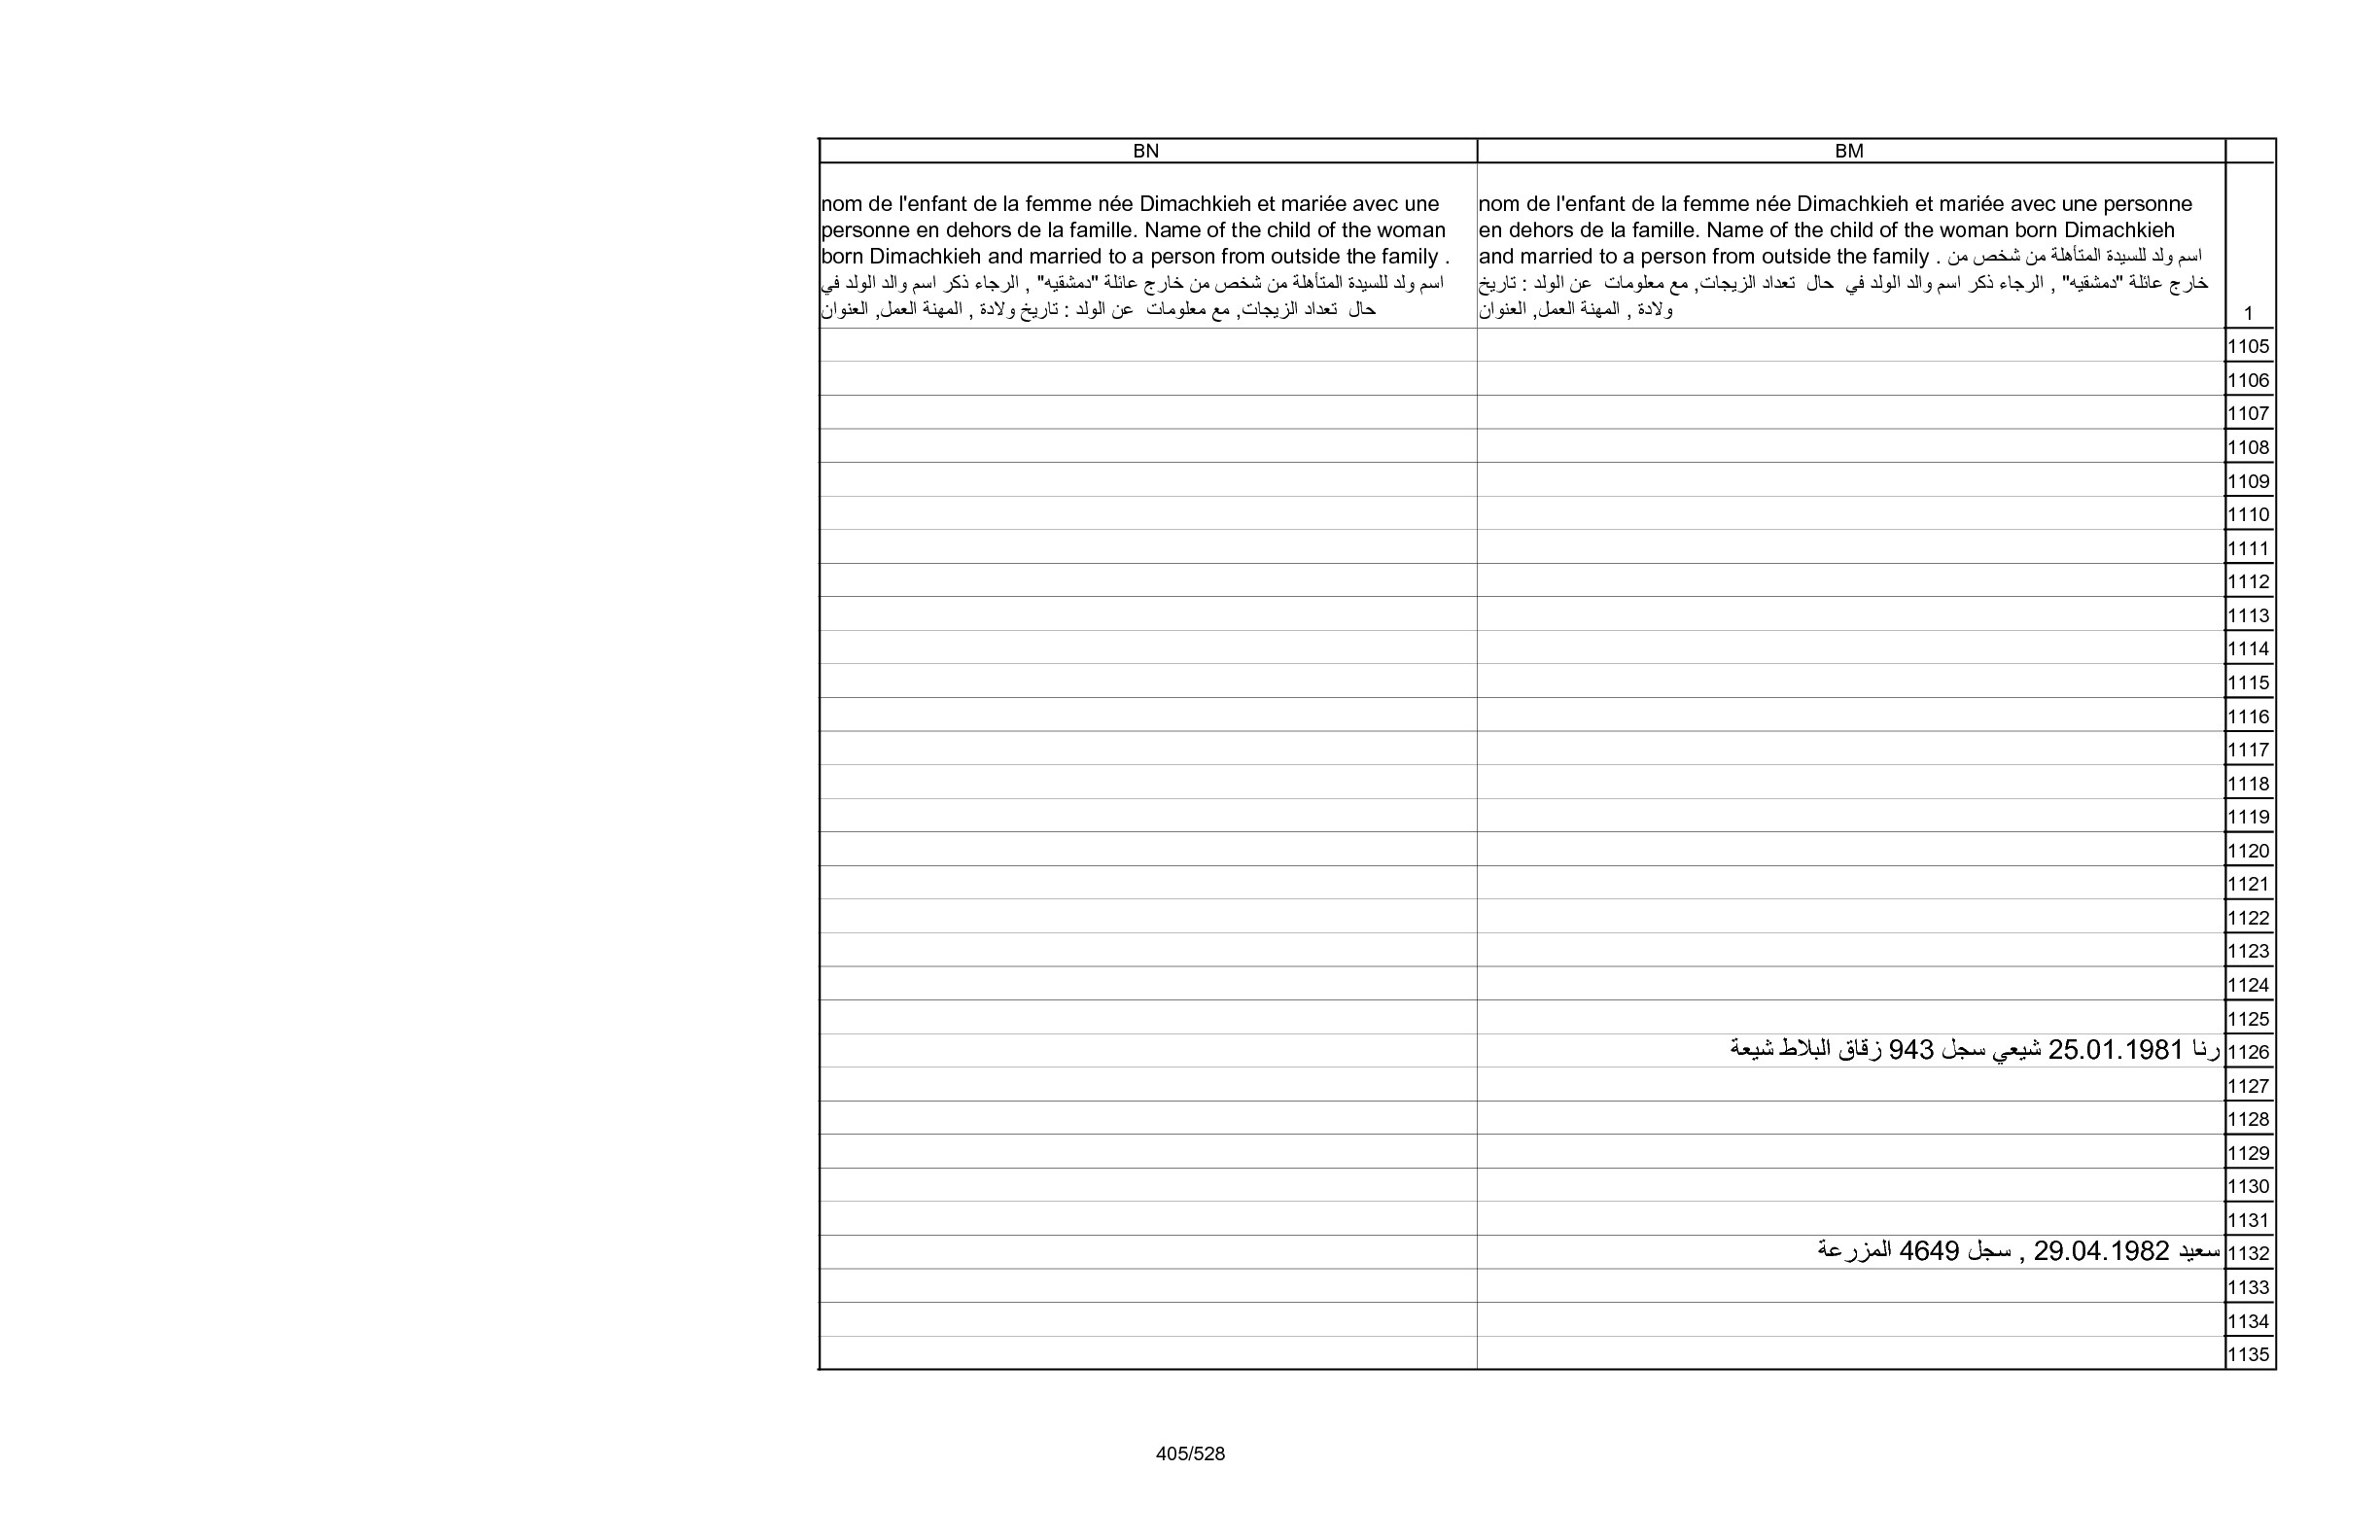 BN
BM
nom de l'enfant de la femme née Dimachkieh et mariée avec une
personne en dehors de la famille. Name of the child of the woman
born Dimachkieh and married to a person from outside the family .
اسم ولد للسيدة المتأهلة من شخص من خارج عائلة "دمشقيه" , الرجاء ذكر اسم والد الولد في
حال  تعداد الزيجات, مع معلومات  عن الولد : تاريخ ولادة , المهنة العمل, العنوان
nom de l'enfant de la femme née Dimachkieh et mariée avec une personne
en dehors de la famille. Name of the child of the woman born Dimachkieh
and married to a person from outside the family . اسم ولد للسيدة المتأهلة من شخص من
خارج عائلة "دمشقيه" , الرجاء ذكر اسم والد الولد في  حال  تعداد الزيجات, مع معلومات  عن الولد : تاريخ
ولادة , المهنة العمل, العنوان
1
1105
1106
1107
1108
1109
1110
1111
1112
1113
1114
1115
1116
1117
1118
1119
1120
1121
1122
1123
1124
1125
1126 رنا 25.01.1981 شيعي سجل 943 زقاق البلاط شيعة
1127
1128
1129
1130
1131
1132 سعيد 29.04.1982 , سجل 4649 المزرعة
1133
1134
1135
405/528